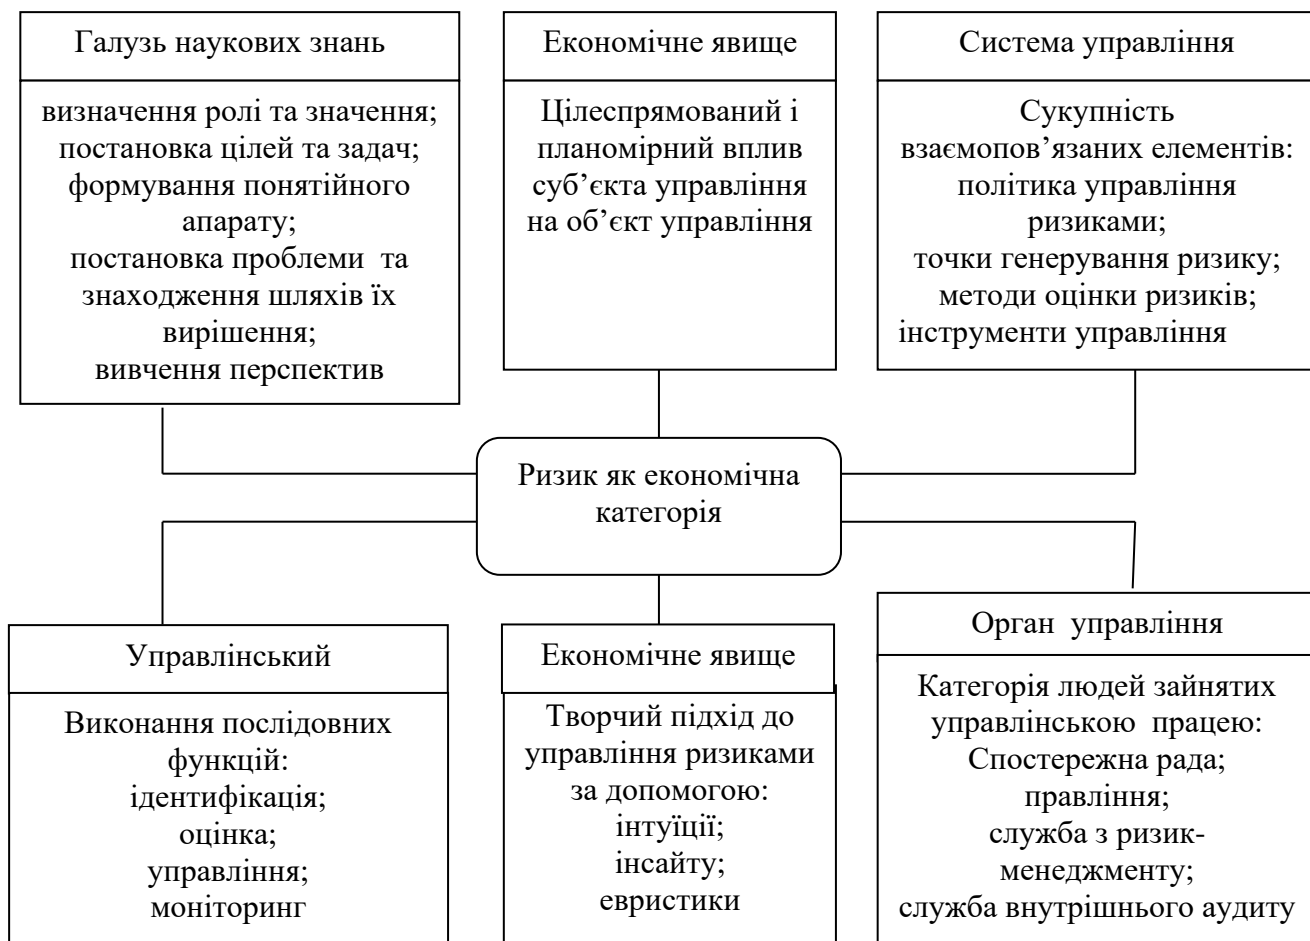 Галузь наукових знань
визначення ролі та значення;
постановка цілей та задач;
формування понятійного
апарату;
постановка проблеми та
знаходження шляхів їх
вирішення;
вивчення перспектив
Економічне явище
Цілеспрямований і
планомірний вплив
суб’єкта управління
на об’єкт управління
Система управління
Сукупність
взаємопов’язаних елементів:
політика управління
ризиками;
точки генерування ризику;
методи оцінки ризиків;
інструменти управління
Ризик як економічна
категорія
Управлінський
Виконання послідовних
функцій:
ідентифікація;
оцінка;
управління;
моніторинг
Економічне явище
Творчий підхід до
управління ризиками
за допомогою:
інтуїції;
інсайту;
евристики
Орган управління
Категорія людей зайнятих
управлінською працею:
Спостережна рада;
правління;
служба з ризик-
менеджменту;
служба внутрішнього аудиту